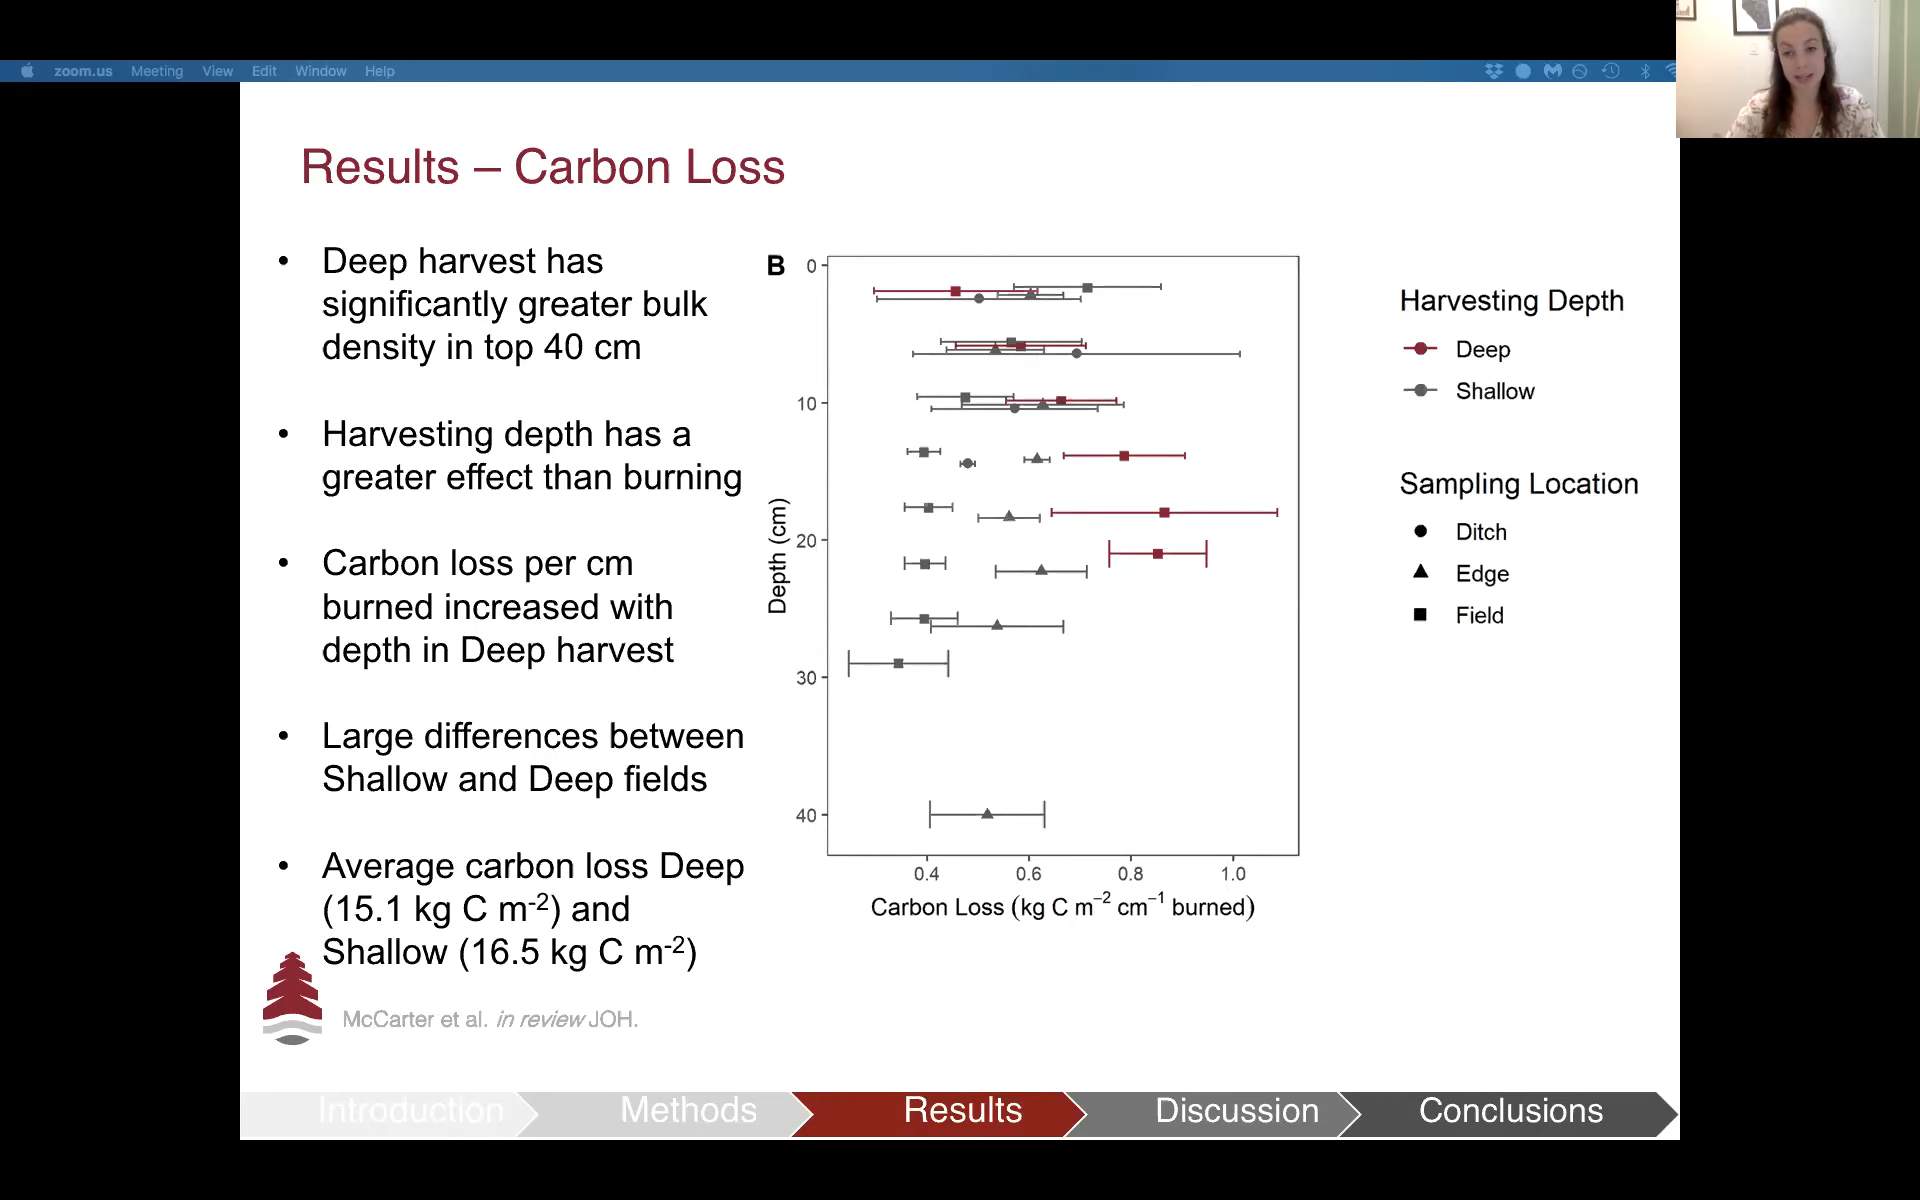 zoom.us Meeting View Edit Window Help
Results – Carbon Loss
• Deep harvest has
significantly greater bulk
density in top 40 cm
• Harvesting depth has a
greater effect than burning
• Carbon loss per cm
burned increased with
depth in Deep harvest
• Large differences between
Shallow and Deep fields
• Average carbon loss Deep
(15.1 kg C m-2) and
Shallow (16.5 kg C m-2)
McCarter et al. in review JOH.
B
0
10
20
30
40
Depth (cm)
0.4 0.6 0.8 1.0
Carbon Loss (kg C m−2 cm−1 burned)
Harvesting Depth
Deep
Shallow
Sampling Location
Ditch
Edge
Field
Introduction Methods Results Discussion Conclusions